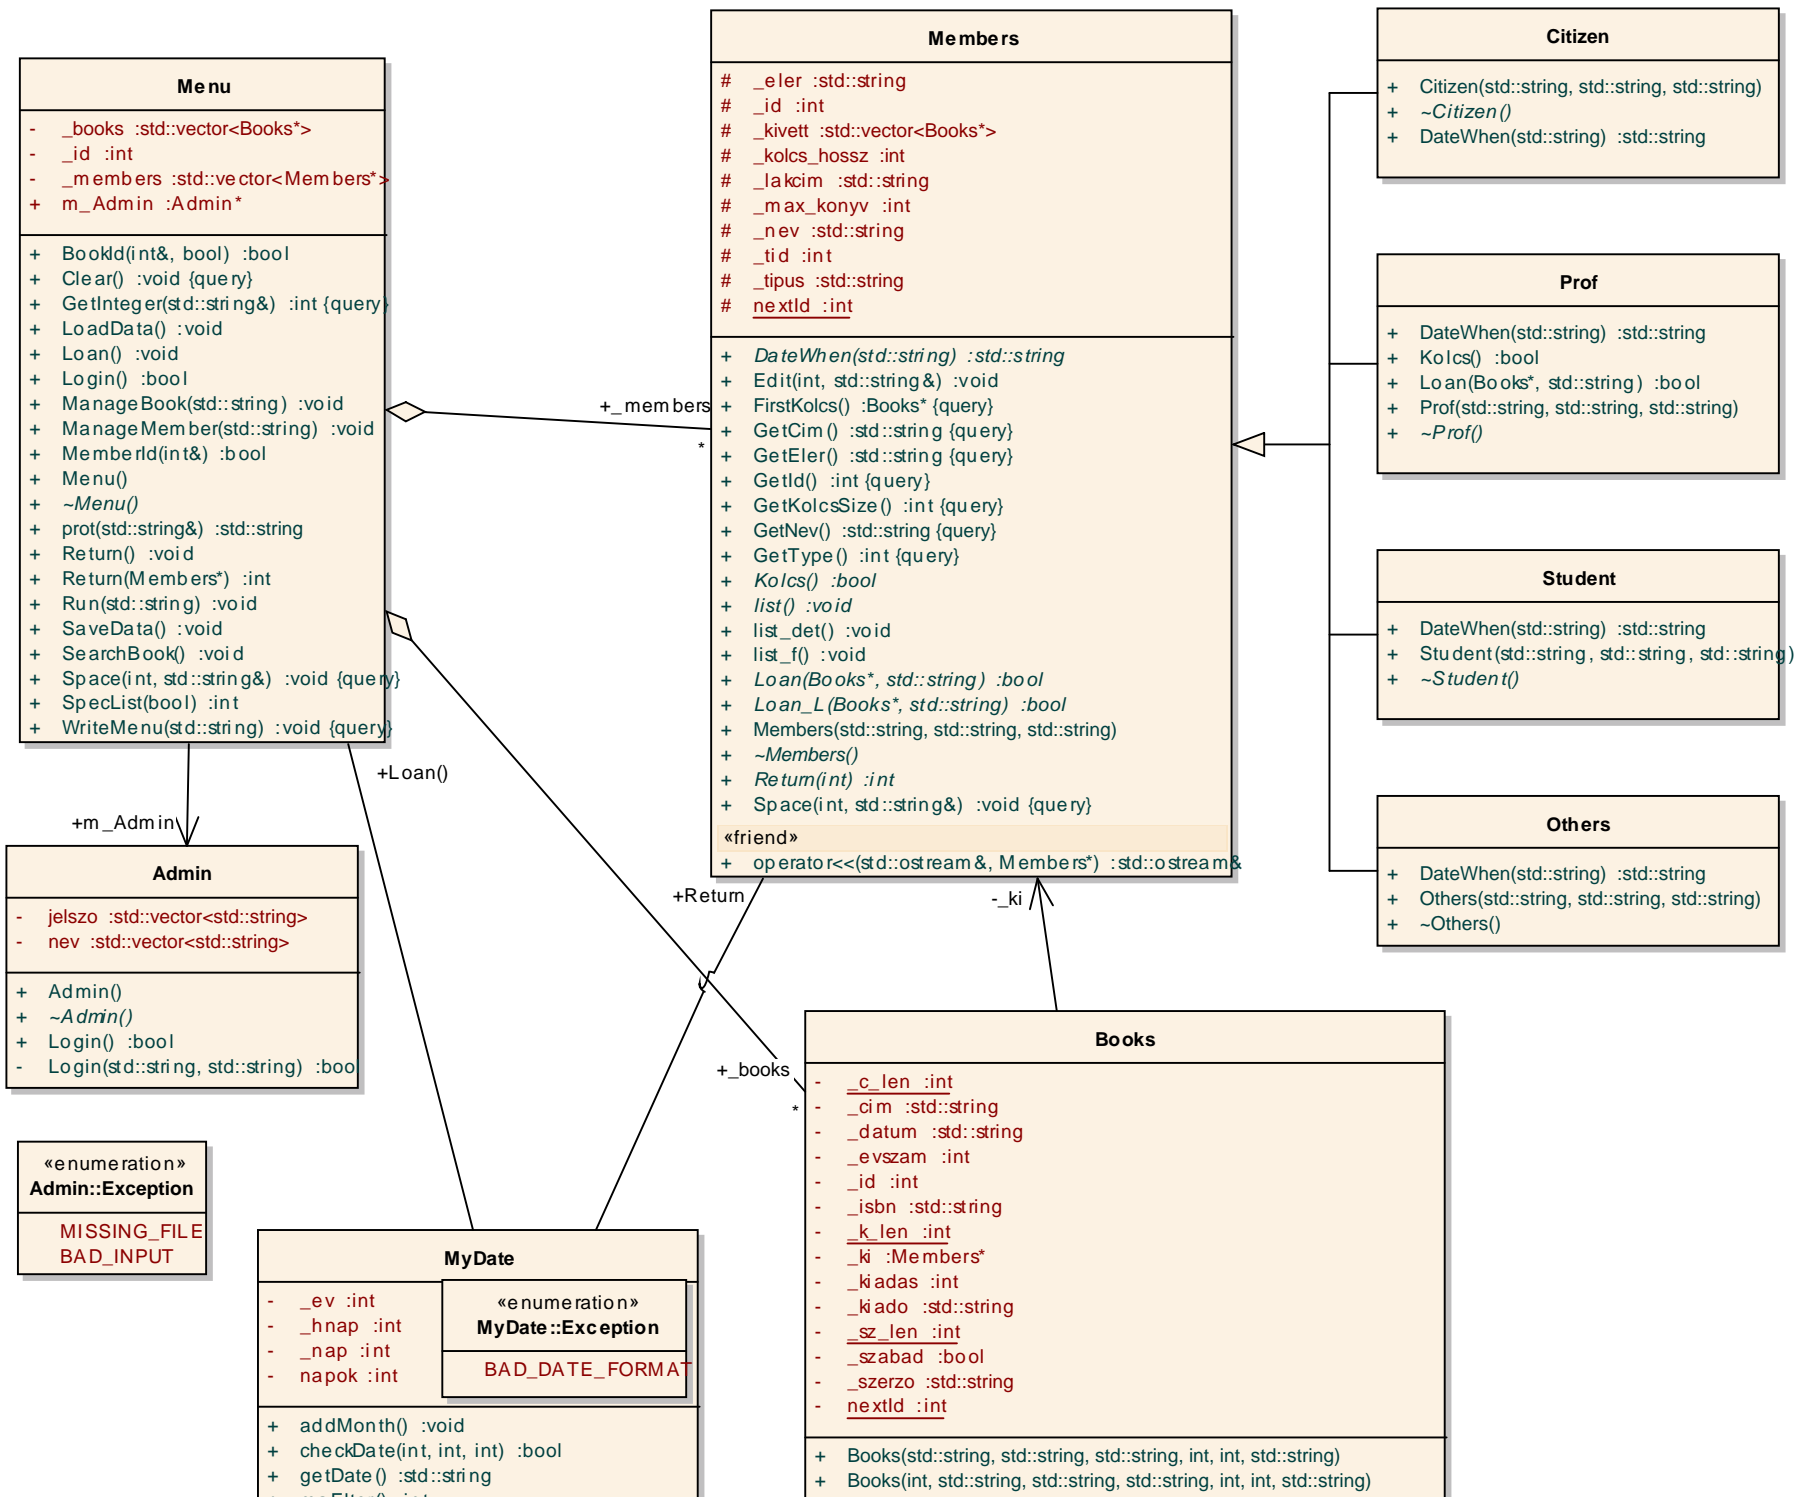 Menu
- _books :std::vector<Books*>
- _id :int
- _members :std::vector<Members*>
+ m_Admin :Admin*
+ BookId(int&, bool) :bool
+ Clear() :void {query}
+ GetInteger(std::string&) :int {query}
+ LoadData() :void
+ Loan() :void
+ Login() :bool
+ ManageBook(std::string) :void
+ ManageMember(std::string) :void
+ MemberId(int&) :bool
+ Menu()
+ ~Menu()
+ prot(std::string&) :std::string
+ Return() :void
+ Return(Members*) :int
+ Run(std::string) :void
+ SaveData() :void
+ SearchBook() :void
+ Space(int, std::string&) :void {query}
+ SpecList(bool) :int
+ WriteMenu(std::string) :void {query}
Members
# _eler :std::string
# _id :int
# _kivett :std::vector<Books*>
# _kolcs_hossz :int
# _lakcim :std::string
# _max_konyv :int
# _nev :std::string
# _tid :int
# _tipus :std::string
# nextId :int
+ DateWhen(std::string) :std::string
+ Edit(int, std::string&) :void
+ FirstKolcs() :Books* {query}
+ GetCim() :std::string {query}
+ GetEler() :std::string {query}
+ GetId() :int {query}
+ GetKolcsSize() :int {query}
+ GetNev() :std::string {query}
+ GetType() :int {query}
+ Kolcs() :bool
+ list() :void
+ list_det() :void
+ list_f() :void
+ Loan(Books*, std::string) :bool
+ Loan_L(Books*, std::string) :bool
+ Members(std::string, std::string, std::string)
+ ~Members()
+ Return(int) :int
+ Space(int, std::string&) :void {query}
«friend»
+ operator<<(std::ostream&, Members*) :std::ostream&
Citizen
+ Citizen(std::string, std::string, std::string)
+ ~Citizen()
+ DateWhen(std::string) :std::string
Prof
+ DateWhen(std::string) :std::string
+ Kolcs() :bool
+ Loan(Books*, std::string) :bool
+ Prof(std::string, std::string, std::string)
+ ~Prof()
Student
+ DateWhen(std::string) :std::string
+ Student(std::string, std::string, std::string)
+ ~Student()
Others
+ DateWhen(std::string) :std::string
+ Others(std::string, std::string, std::string)
+ ~Others()
+_members
*
+Loan()
+m_Admin
+Return
-_ki
+_books
*
Admin
- jelszo :std::vector<std::string>
- nev :std::vector<std::string>
+ Admin()
+ ~Admin()
+ Login() :bool
- Login(std::string, std::string) :bool
«enumeration»
Admin::Exception
MISSING_FILE
BAD_INPUT
MyDate
- _ev :int
- _hnap :int
- _nap :int
- napok :int
«enumeration»
MyDate::Exception
BAD_DATE_FORMAT
+ addMonth() :void
+ checkDate(int, int, int) :bool
+ getDate() :std::string
Books
- _c_len :int
- _cim :std::string
- _datum :std::string
- _evszam :int
- _id :int
- _isbn :std::string
- _k_len :int
- _ki :Members*
- _kiadas :int
- _kiado :std::string
- _sz_len :int
- _szabad :bool
- _szerzo :std::string
- nextId :int
+ Books(std::string, std::string, std::string, int, int, std::string)
+ Books(int, std::string, std::string, std::string, int, int, std::string)